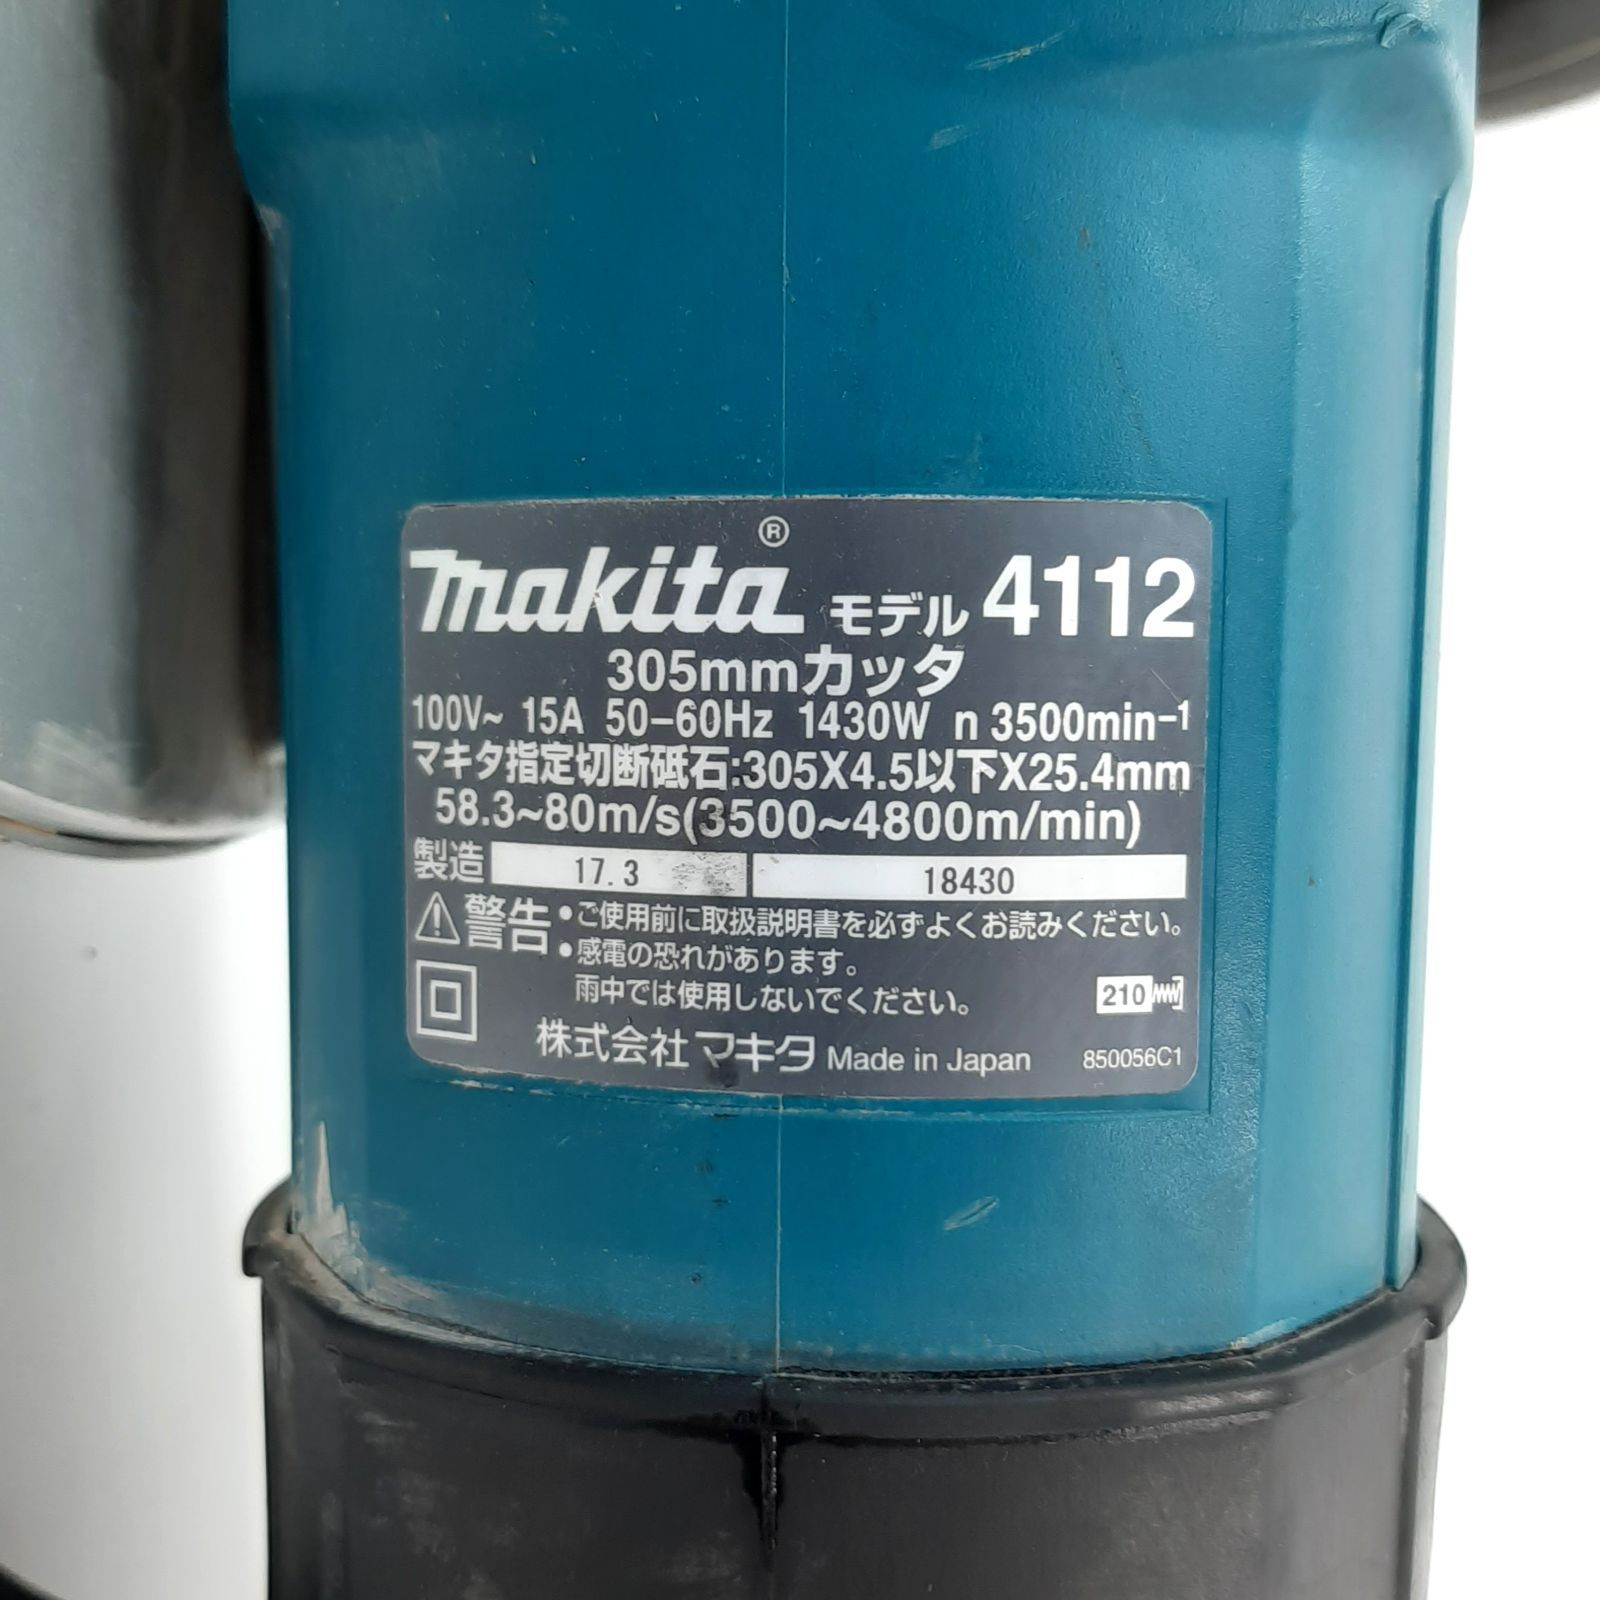 makita® モデル 4112
305mmカッタ
100V~ 15A 50-60Hz 1430W n 3500min-1
マキタ指定切断砥石:305X4.5以下X25.4mm
58.3~80m/s(3500~4800m/min)
製造 17.3 18430
警告 •ご使用前に取扱説明書を必ずよくお読みください。
•感電の恐れがあります。
雨中では使用しないでください。
210
株式会社マキタ Made in Japan 850056C1